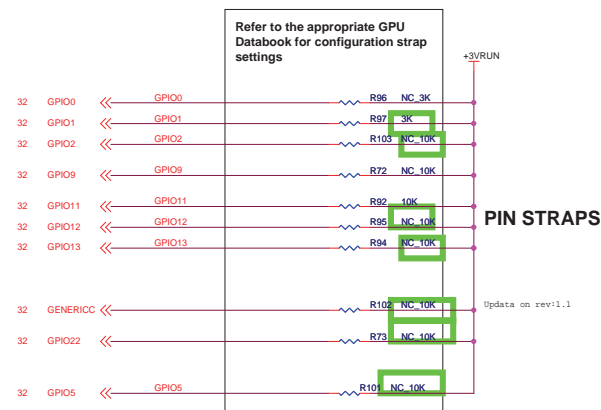 Refer to the appropriate GPU
Databook for configuration strap
settings
+3VRUN
32 GPIO0 GPIO0 R96 NC_3K
32 GPIO1 GPIO1 R97 3K
32 GPIO2 GPIO2 R103 NC_10K
32 GPIO9 GPIO9 R72 NC_10K
32 GPIO11 GPIO11 R92 10K
PIN STRAPS
32 GPIO12 GPIO12 R95 NC_10K
32 GPIO13 GPIO13 R94 NC_10K
32 GENERICC R102 NC_10K Updata on rev:1.1
32 GPIO22 R73 NC_10K
32 GPIO5 GPIO5 R101 NC_10K